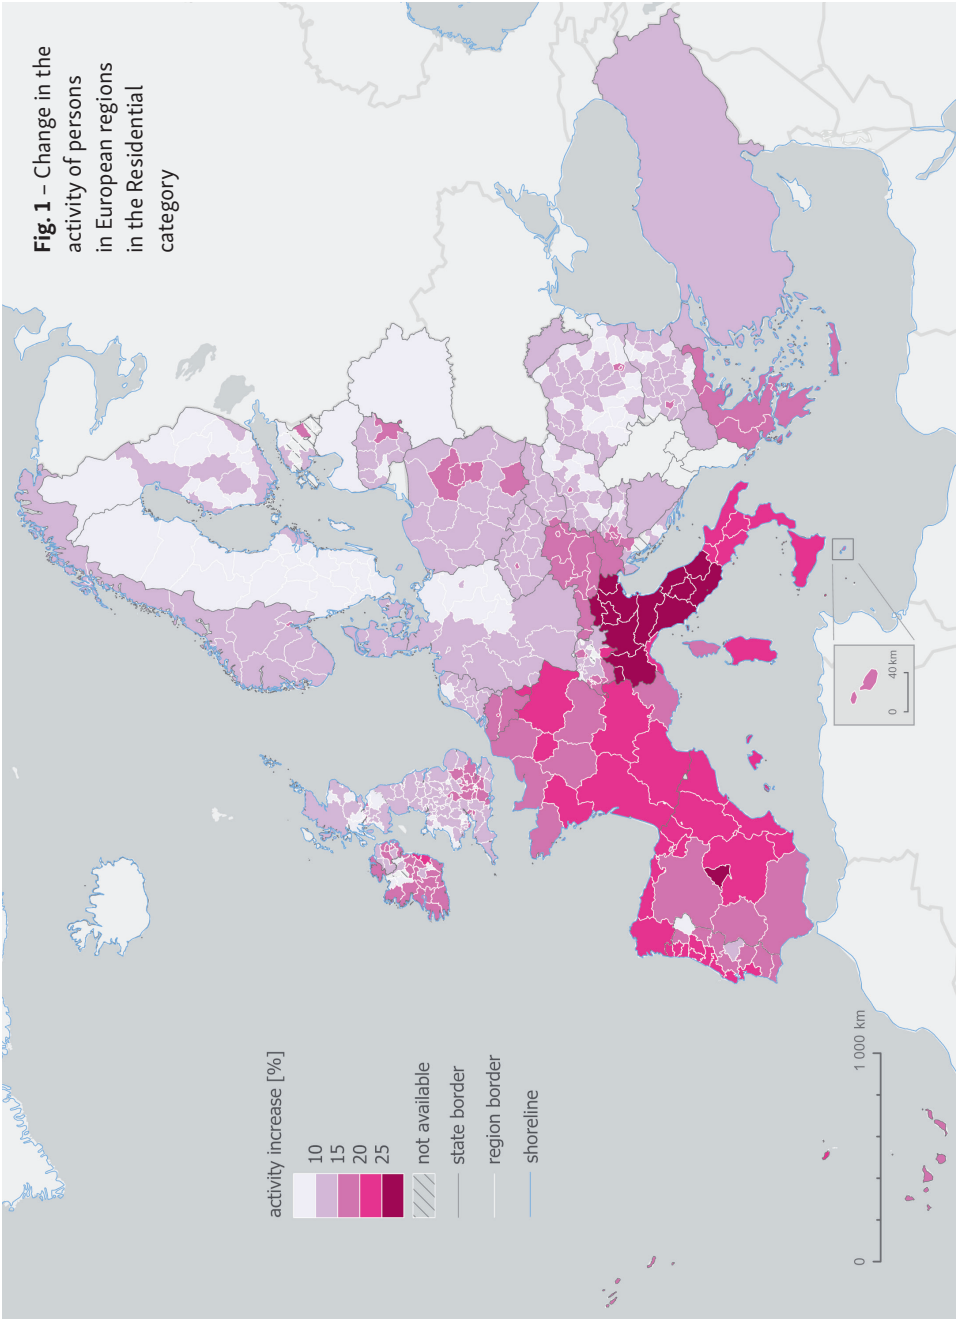 Fig. 1 – Change in the
activity of persons
in European regions
in the Residential
category
activity increase [%]
10
15
20
25
not available
state border
region border
shoreline
0
1 000 km
0
40 km